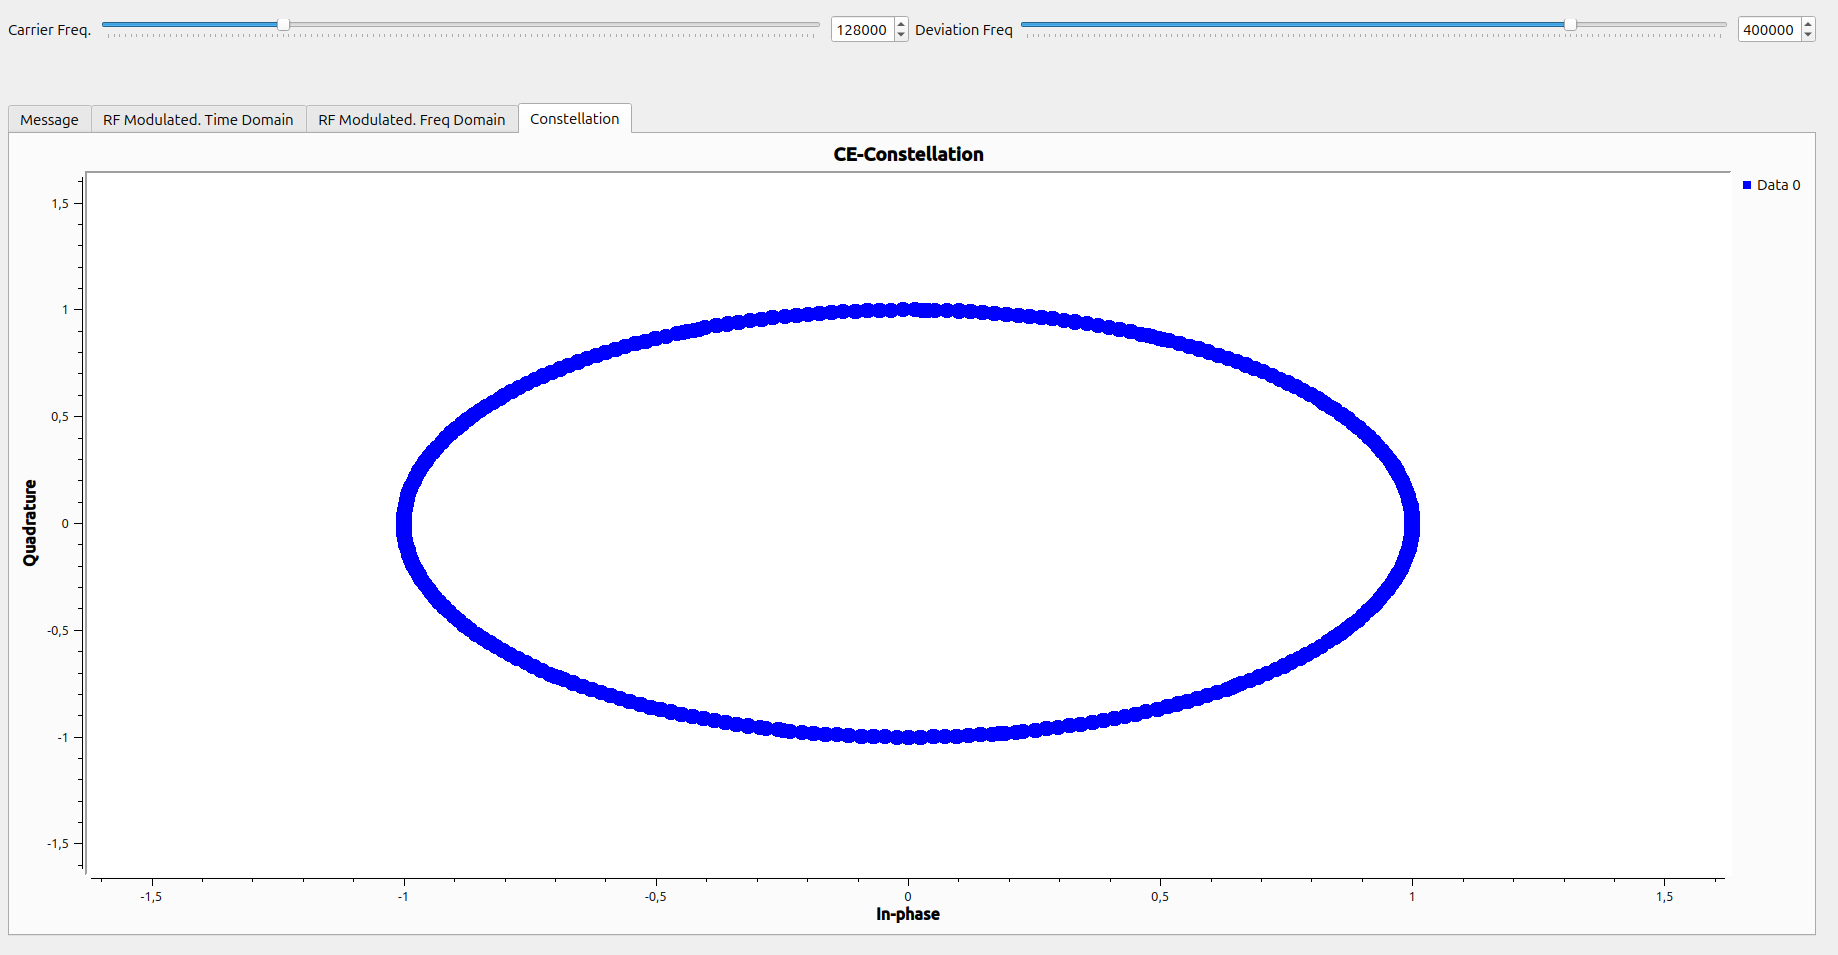 Carrier Freq. 128000 Deviation Freq 400000
Message RF Modulated. Time Domain RF Modulated. Freq Domain Constellation
CE-Constellation
Data 0
1,5
1
0,5
0
-0,5
-1
-1,5
Quadrature
-1,5 -1 -0,5 0 0,5 1 1,5
In-phase